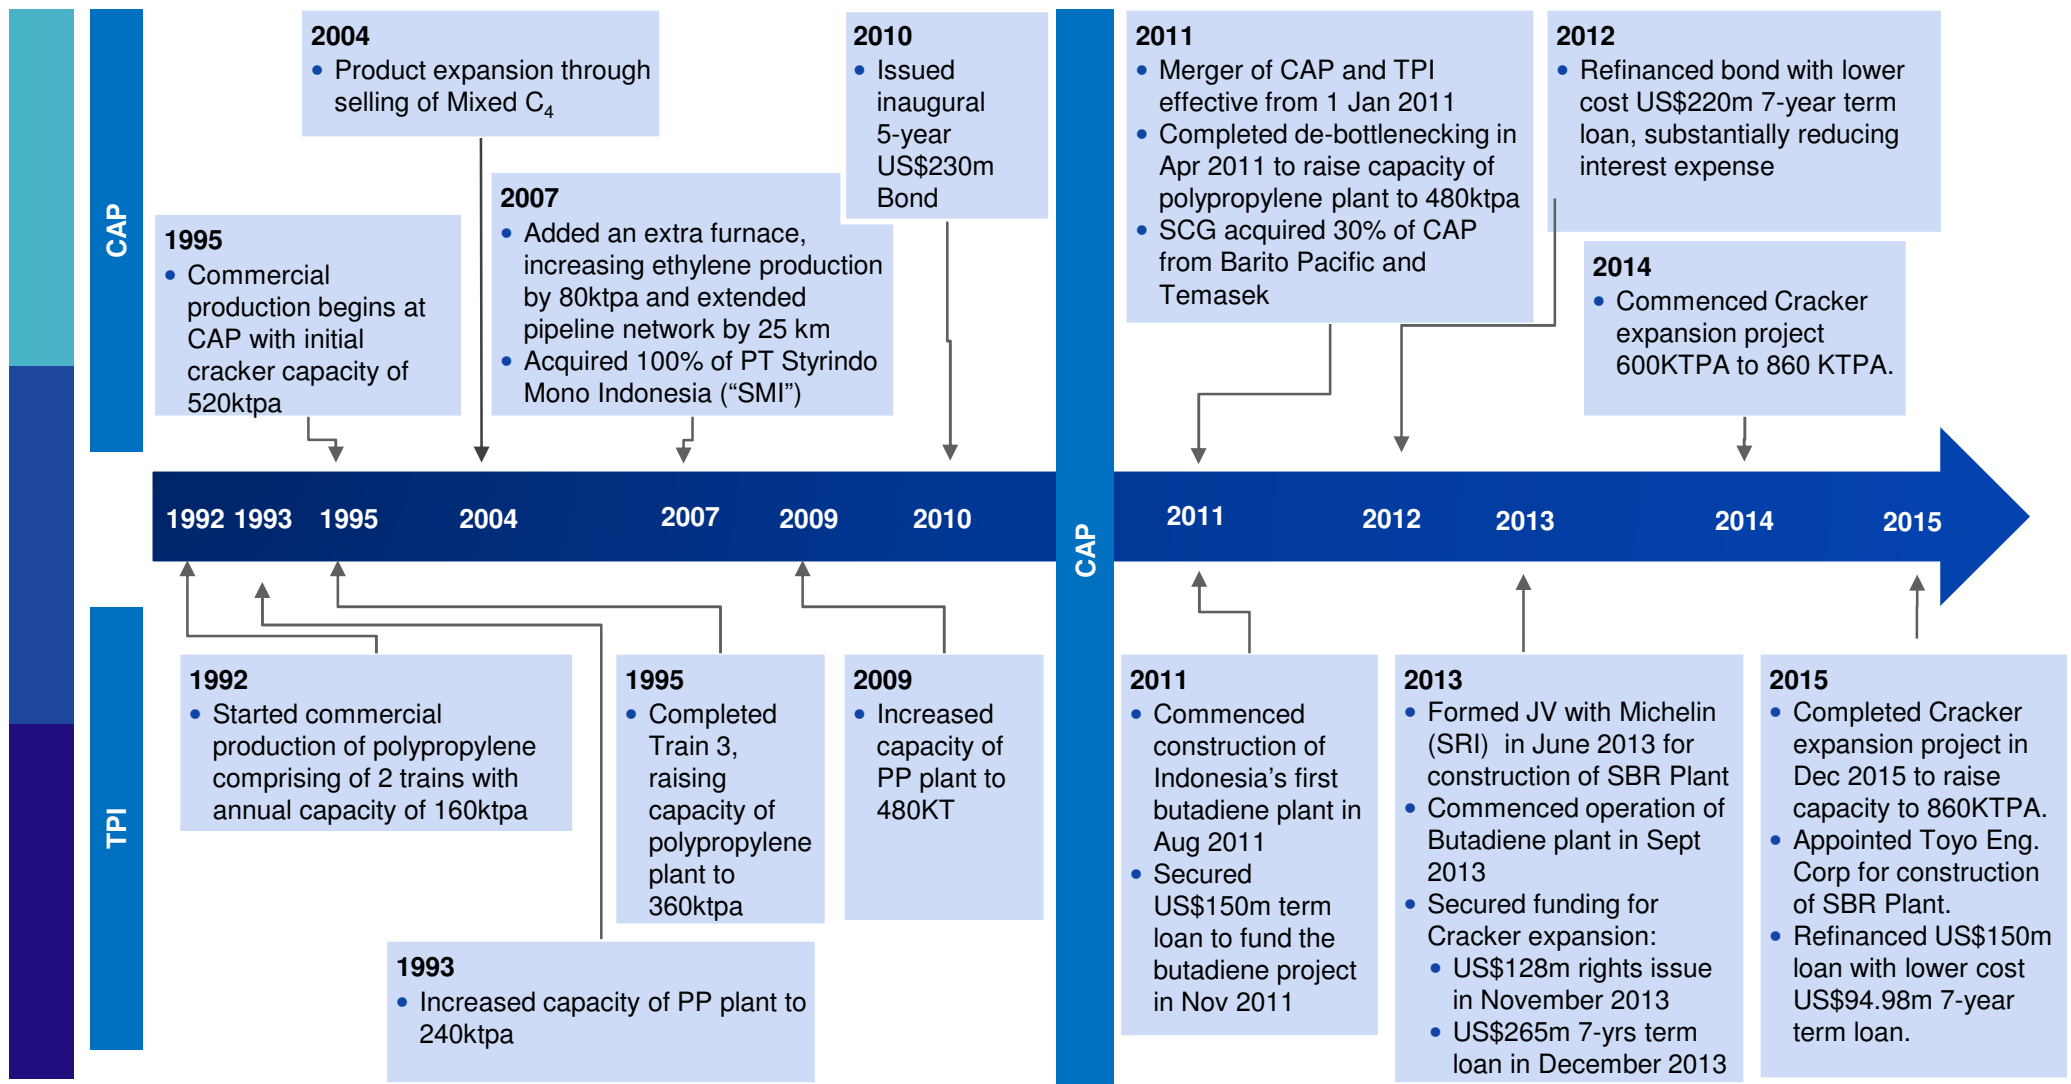 CAP
2004
• Product expansion through
selling of Mixed C4
1995
• Commercial
production begins at
CAP with initial
cracker capacity of
520ktpa
2007
• Added an extra furnace,
increasing ethylene production
by 80ktpa and extended
pipeline network by 25 km
• Acquired 100% of PT Styrindo
Mono Indonesia (“SMI”)
2010
• Issued
inaugural
5-year
US$230m
Bond
2011
• Merger of CAP and TPI
effective from 1 Jan 2011
• Completed de-bottlenecking in
Apr 2011 to raise capacity of
polypropylene plant to 480ktpa
• SCG acquired 30% of CAP
from Barito Pacific and
Temasek
2012
• Refinanced bond with lower
cost US$220m 7-year term
loan, substantially reducing
interest expense
2014
• Commenced Cracker
expansion project
600KTPA to 860 KTPA.
1992 1993 1995 2004 2007 2009 2010 2011 2012 2013 2014 2015
CAP
TPI
1992
• Started commercial
production of polypropylene
comprising of 2 trains with
annual capacity of 160ktpa
1993
• Increased capacity of PP plant to
240ktpa
1995
• Completed
Train 3,
raising
capacity of
polypropylene
plant to
360ktpa
2009
• Increased
capacity of
PP plant to
480KT
2011
• Commenced
construction of
Indonesia’s first
butadiene plant in
Aug 2011
• Secured
US$150m term
loan to fund the
butadiene project
in Nov 2011
2013
• Formed JV with Michelin
(SRI) in June 2013 for
construction of SBR Plant
• Commenced operation of
Butadiene plant in Sept
2013
• Secured funding for
Cracker expansion:
• US$128m rights issue
in November 2013
• US$265m 7-yrs term
loan in December 2013
2015
• Completed Cracker
expansion project in
Dec 2015 to raise
capacity to 860KTPA.
• Appointed Toyo Eng.
Corp for construction
of SBR Plant.
• Refinanced US$150m
loan with lower cost
US$94.98m 7-year
term loan.